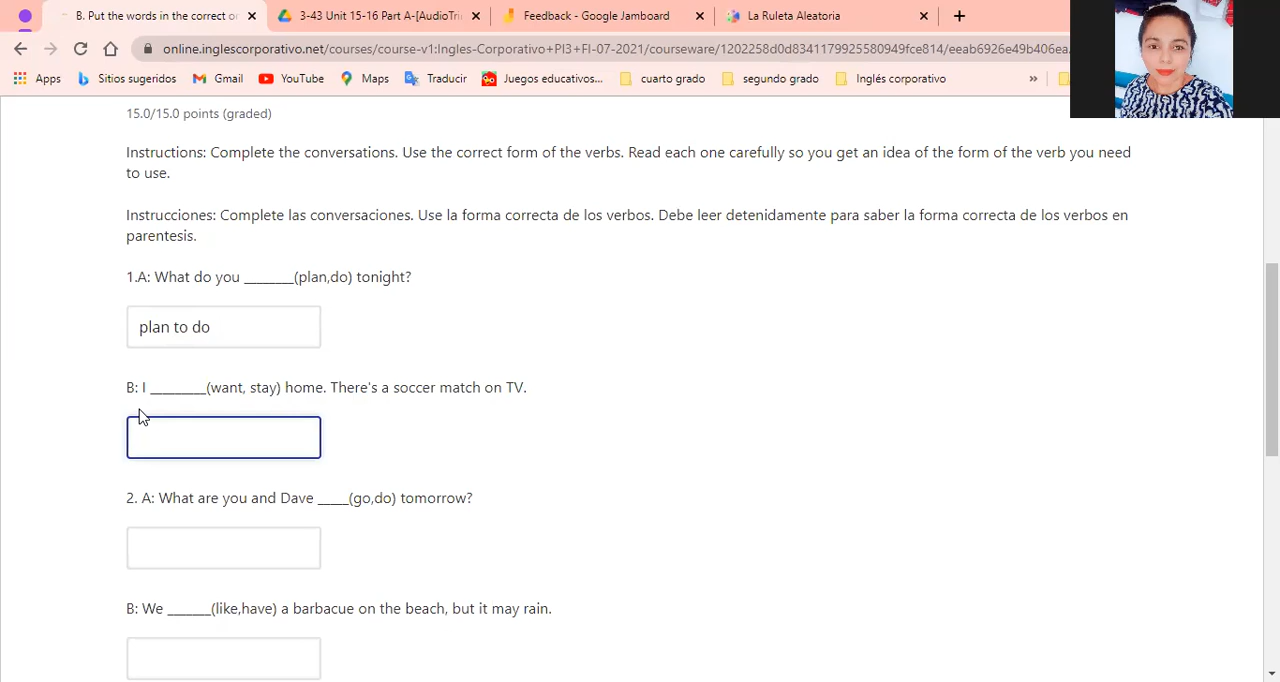 B. Put the words in the correct or
3-43 Unit 15-16 Part A-[AudioTri
Feedback - Google Jamboard
La Ruleta Aleatoria
online.inglescorporativo.net/courses/course-v1:Ingles-Corporativo+PI3+FI-07-2021/courseware/1202258d0d8341179925580949fce814/eeab6926e49b406ea.
Apps
Sitios sugeridos
Gmail
YouTube
Maps
Traducir
Juegos educativos...
cuarto grado
segundo grado
Inglés corporativo
»
15.0/15.0 points (graded)
Instructions: Complete the conversations. Use the correct form of the verbs. Read each one carefully so you get an idea of the form of the verb you need
to use.
Instrucciones: Complete las conversaciones. Use la forma correcta de los verbos. Debe leer detenidamente para saber la forma correcta de los verbos en
parentesis.
1.A: What do you _______(plan,do) tonight?
plan to do
B: I ________(want, stay) home. There's a soccer match on TV.
2. A: What are you and Dave ____(go,do) tomorrow?
B: We ______(like,have) a barbacue on the beach, but it may rain.